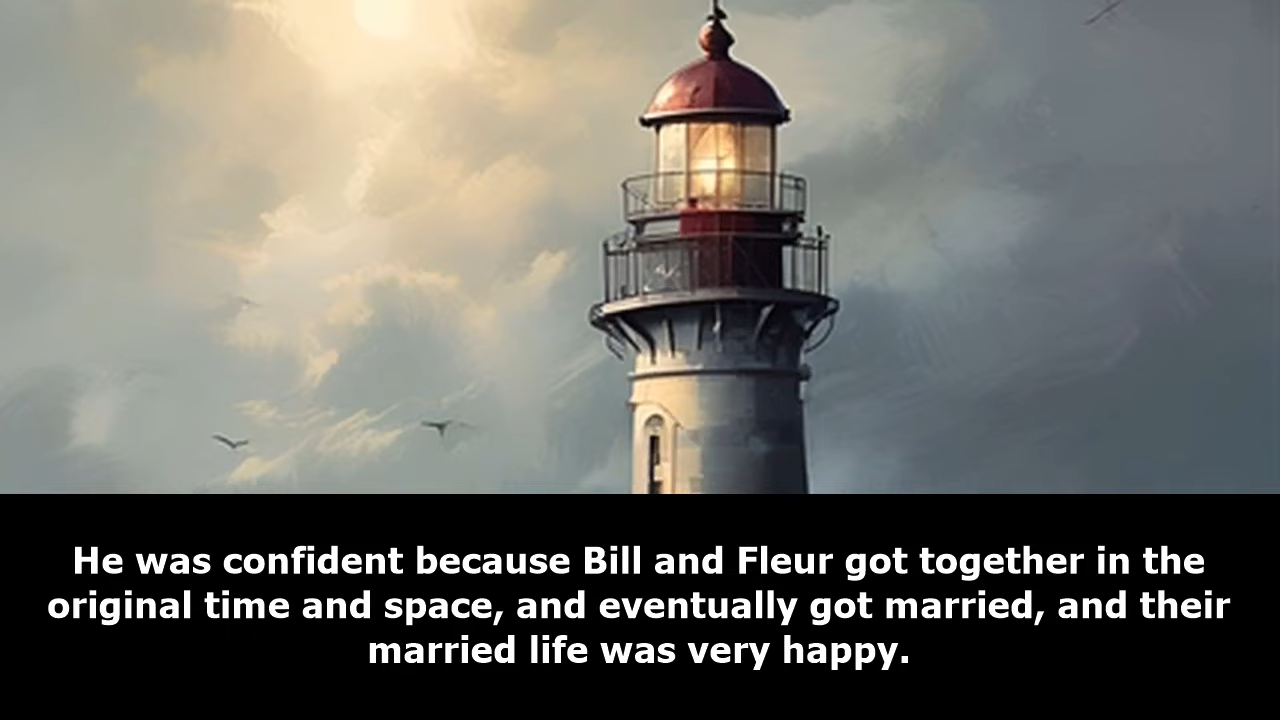 He was confident because Bill and Fleur got together in the
original time and space, and eventually got married, and their
married life was very happy.